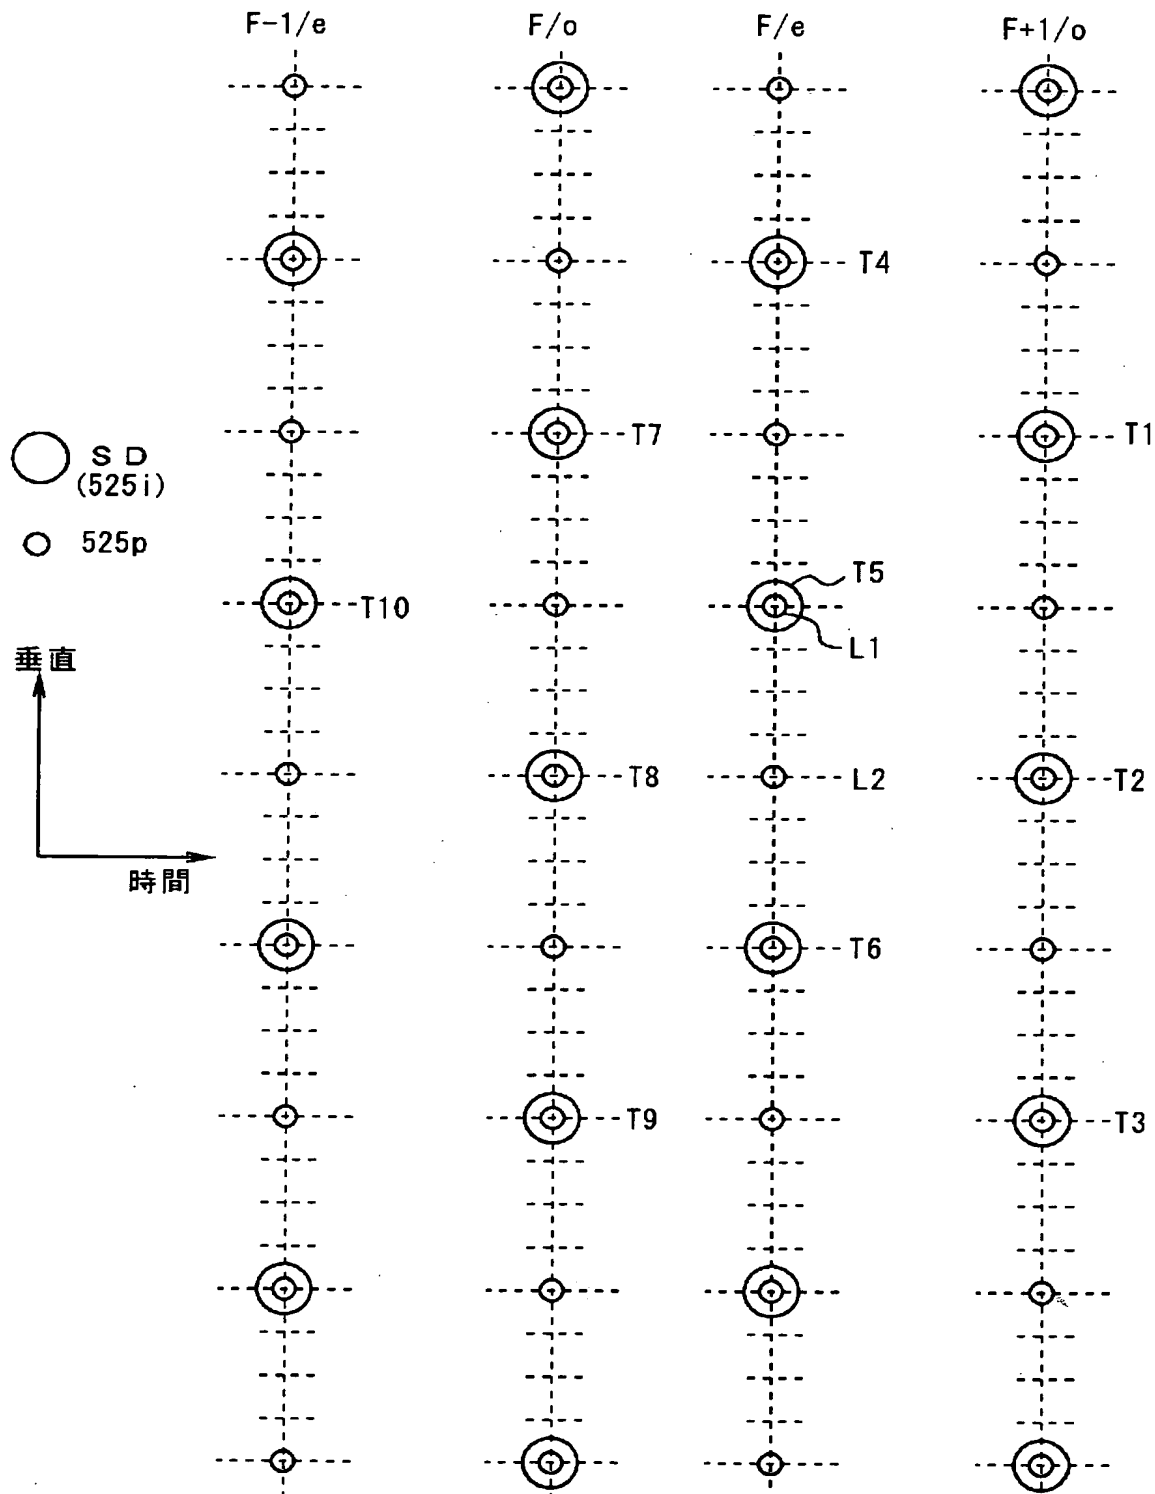 F-1/e F/o F/e F+1/o
T4
T7 T1
SD
(525i)
525p
T5
T10
L1
垂直
T8 L2 T2
時間
T6
T9 T3